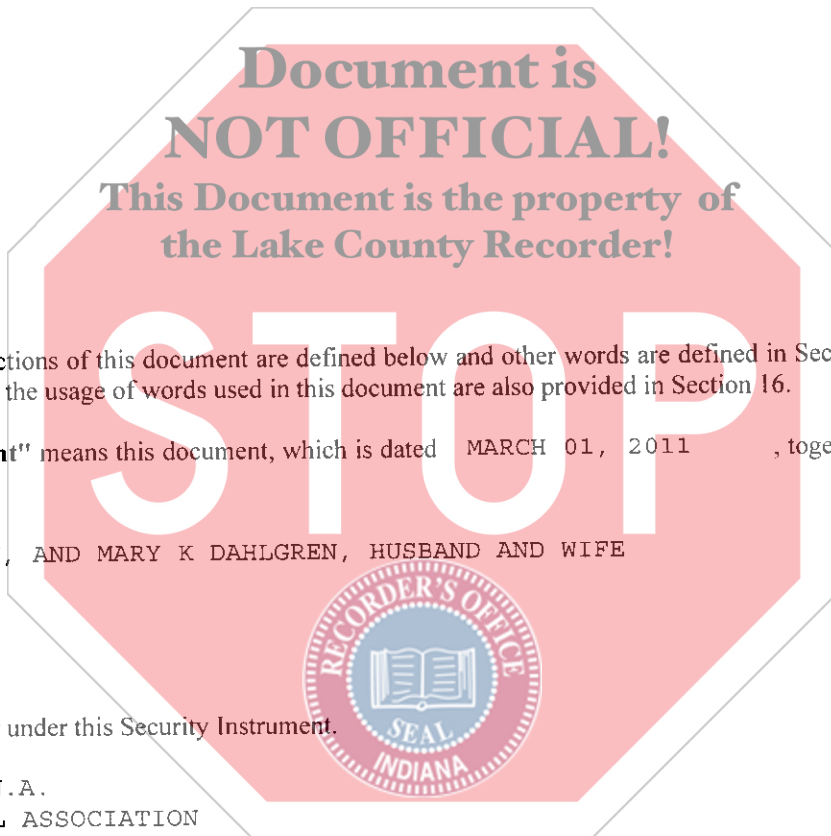 Document is
NOT OFFICIAL!
This Document is the property of
the Lake County Recorder!
STOP
ctions of this document are defined below and other words are defined in Sec
the usage of words used in this document are also provided in Section 16.
nt" means this document, which is dated MARCH 01, 2011 , toge
, AND MARY K DAHLGREN, HUSBAND AND WIFE
RECORDER'S OFFICE
SEAL
INDIANA
under this Security Instrument.
.A.
ASSOCIATION